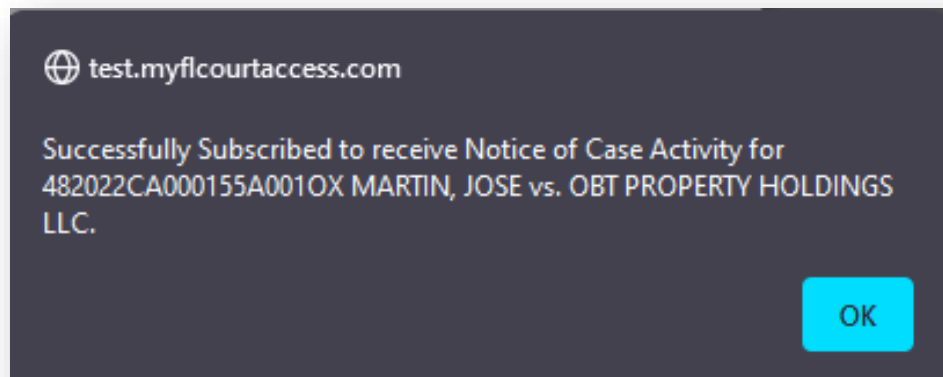 test.myflcourtaccess.com
Successfully Subscribed to receive Notice of Case Activity for
482022CA000155A001OX MARTIN, JOSE vs. OBT PROPERTY HOLDINGS
LLC.
OK